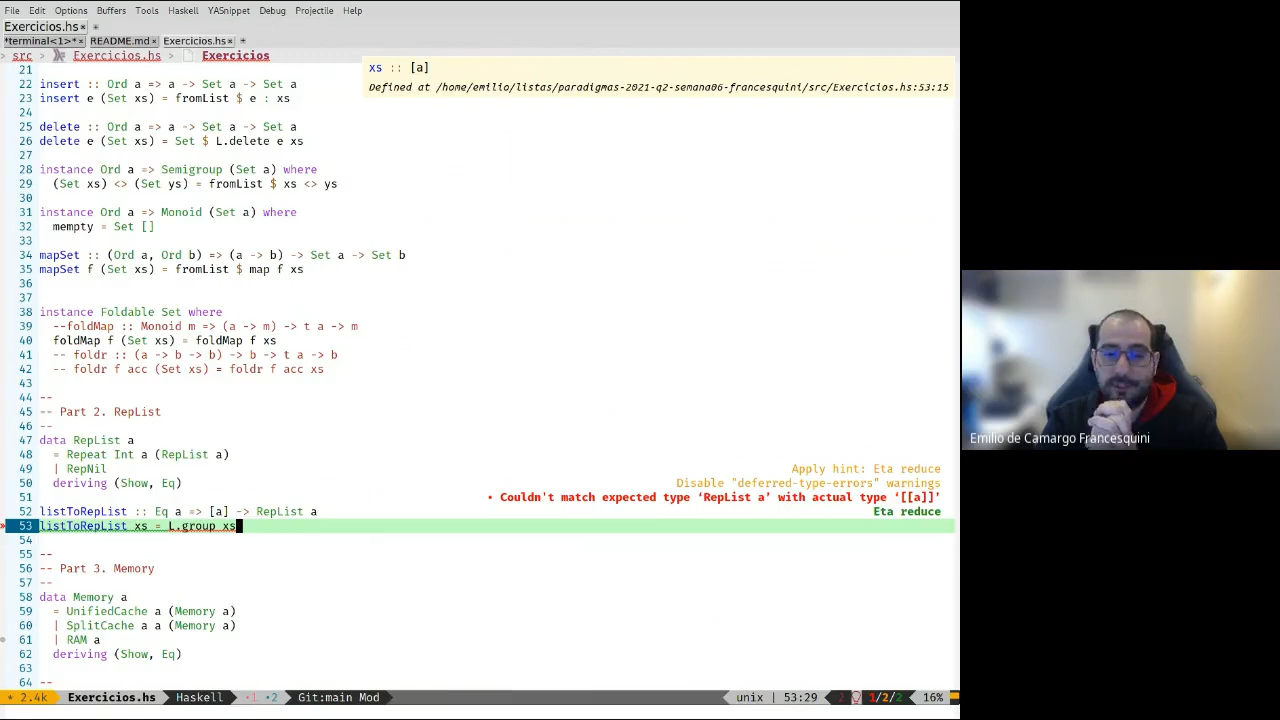 File Edit Options Buffers Tools Haskell YASnippet Debug Projectile Help
Exercicios.hs
*terminal<1>* README.md Exercicios.hs
src > Exercicios.hs > Exercicios
21
xs :: [a]
22 insert :: Ord a => a -> Set a -> Set a
Defined at /home/emilio/listas/paradigmas-2021-q2-semana06-francesquini/src/Exercicios.hs:53:15
23 insert e (Set xs) = fromList $ e : xs
24
25 delete :: Ord a => a -> Set a -> Set a
26 delete e (Set xs) = Set $ L.delete e xs
27
28 instance Ord a => Semigroup (Set a) where
29 (Set xs) <> (Set ys) = fromList $ xs <> ys
30
31 instance Ord a => Monoid (Set a) where
32 mempty = Set []
33
34 mapSet :: (Ord a, Ord b) => (a -> b) -> Set a -> Set b
35 mapSet f (Set xs) = fromList $ map f xs
36
37
38 instance Foldable Set where
39 --foldMap :: Monoid m => (a -> m) -> t a -> m
40 foldMap f (Set xs) = foldMap f xs
41 -- foldr :: (a -> b -> b) -> b -> t a -> b
42 -- foldr f acc (Set xs) = foldr f acc xs
43
44 --
45 -- Part 2. RepList
46 --
47 data RepList a
48 = Repeat Int a (RepList a)
49 | RepNil
Apply hint: Eta reduce
50 deriving (Show, Eq)
Disable "deferred-type-errors" warnings
51
• Couldn't match expected type ‘RepList a’ with actual type ‘[[a]]’
52 listToRepList :: Eq a => [a] -> RepList a
Eta reduce
53 listToRepList xs = L.group xs
54
55 --
56 -- Part 3. Memory
57 --
58 data Memory a
59 = UnifiedCache a (Memory a)
60 | SplitCache a a (Memory a)
61 | RAM a
62 deriving (Show, Eq)
63
64 --
* 2.4k Exercicios.hs Haskell •1 •2 Git:main Mod unix | 53:29 1/2/2 16%
Emilio de Camargo Francesquini